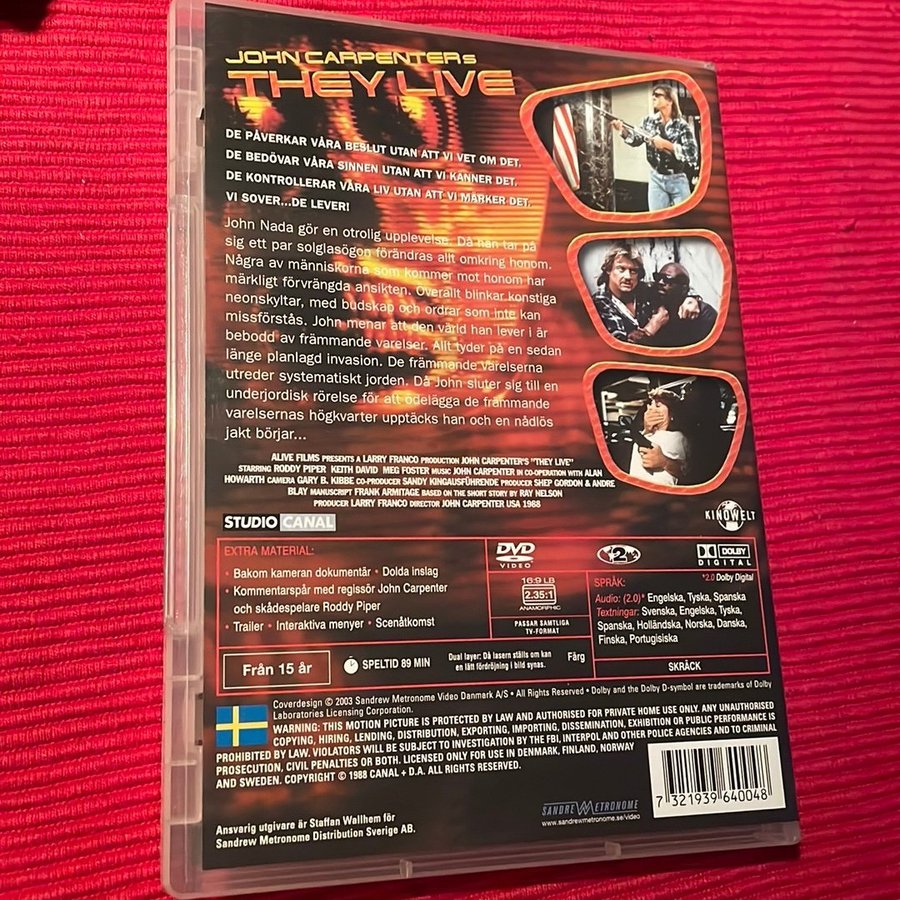 JOHN CARPENTERS
THEY LIVE
DE PÅVERKAR VÅRA BESLUT UTAN ATT VI VET OM DET.
DE BEDÖVAR VÅRA SINNEN UTAN ATT VI KÄNNER DET.
DE KONTROLLERAR VÅRA LIV UTAN ATT VI MÄRKER DET.
VI SOVER...DE LEVER!
John Nada gör en otrolig upplevelse. Då han tar på
sig ett par solglasögon förändras allt omkring honom.
Några av människorna som kommer mot honom har
märkligt förvrängda ansikten. Överallt blinkar konstiga
neonskyltar, med budskap och ordrar som inte kan
missförstås. John menar att den värld han lever i är
bebodd av främmande varelser. Allt tyder på en sedan
länge planlagd invasion. De främmande varelserna
utreder systematiskt jorden. Då John sluter sig till en
underjordisk rörelse för att ödelägga de främmande
varelsernas högkvarter upptäcks han och en nådlös
jakt börjar...
ALIVE FILMS PRESENTS A LARRY FRANCO PRODUCTION JOHN CARPENTER'S "THEY LIVE"
STARRING RODDY PIPER KEITH DAVID MEG FOSTER MUSIC JOHN CARPENTER IN CO-OPERATION WITH ALAN
HOWARTH CAMERA GARY B. KIBBE CO-PRODUCER SANDY KINGAUSFÜHRENDE PRODUCER SHEP GORDON & ANDRE
BLAY MANUSCRIPT FRANK ARMITAGE BASED ON THE SHORT STORY BY RAY NELSON
PRODUCER LARRY FRANCO DIRECTOR JOHN CARPENTER USA 1988
STUDIO CANAL
KINOWELT
EXTRA MATERIAL:
• Bakom kameran dokumentär • Dolda inslag
• Kommentarspår med regissör John Carpenter
och skådespelare Roddy Piper
• Trailer • Interaktiva menyer • Scenåtkomst
DVD
VIDEO
16:9 LB
2.35:1
ANAMORPHIC
PASSAR SAMTLIGA
TV-FORMAT
2
DOLBY
DIGITAL
*2.0 Dolby Digital
SPRÅK:
Audio: (2.0)* Engelska, Tyska, Spanska
Textningar: Svenska, Engelska, Tyska,
Spanska, Holländska, Norska, Danska,
Finska, Portugisiska
Från 15 år
SPELTID 89 MIN
Dual layer: Då lasern ställs om kan
en lätt fördröjning i bild synas.
Färg
SKRÄCK
Coverdesign © 2003 Sandrew Metronome Video Danmark A/S • All Rights Reserved • Dolby and the Dolby D-symbol are trademarks of Dolby
Laboratories Licensing Corporation.
WARNING: THIS MOTION PICTURE IS PROTECTED BY LAW AND AUTHORISED FOR PRIVATE HOME USE ONLY. ANY UNAUTHORISED
COPYING, HIRING, LENDING, DISTRIBUTION, EXPORTING, IMPORTING, DISSEMINATION, EXHIBITION OR PUBLIC PERFORMANCE IS
PROHIBITED BY LAW. VIOLATORS WILL BE SUBJECT TO INVESTIGATION BY THE FBI, INTERPOL AND OTHER POLICE AGENCIES AND TO CRIMINAL
PROSECUTION, CIVIL PENALTIES OR BOTH. LICENSED ONLY FOR USE IN DENMARK, FINLAND, NORWAY
AND SWEDEN. COPYRIGHT © 1988 CANAL + D.A. ALL RIGHTS RESERVED.
Ansvarig utgivare är Staffan Wallhem för
Sandrew Metronome Distribution Sverige AB.
SANDREW METRONOME
www.sandrewmetronome.se/video
7 321939 640048